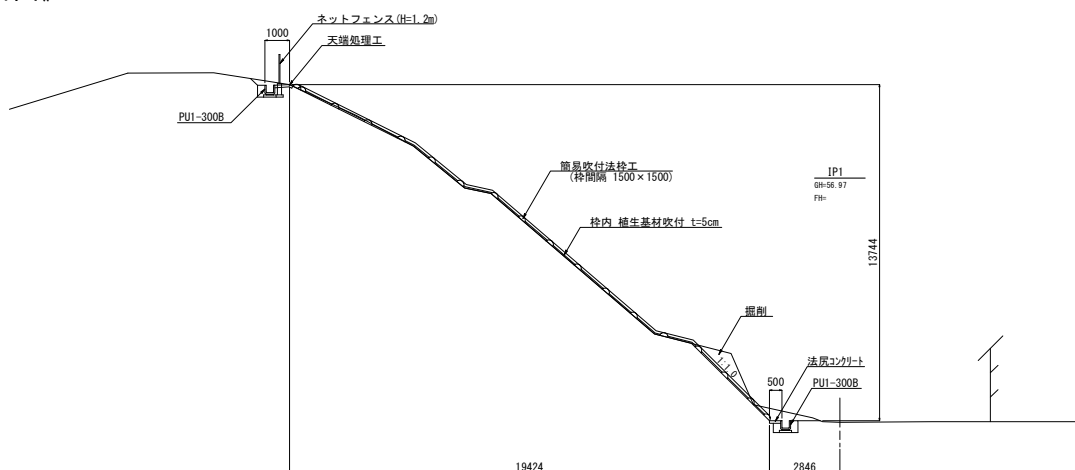 ネットフェンス(H=1.2m)
1000
天端処理工
PU1-300B
簡易吹付法枠工
(枠間隔 1500×1500)
IP1
GH=56.97
FH=
枠内 植生基材吹付 t=5cm
13744
掘削
1:1.0
法尻コンクリート
500
PU1-300B
19424
2846